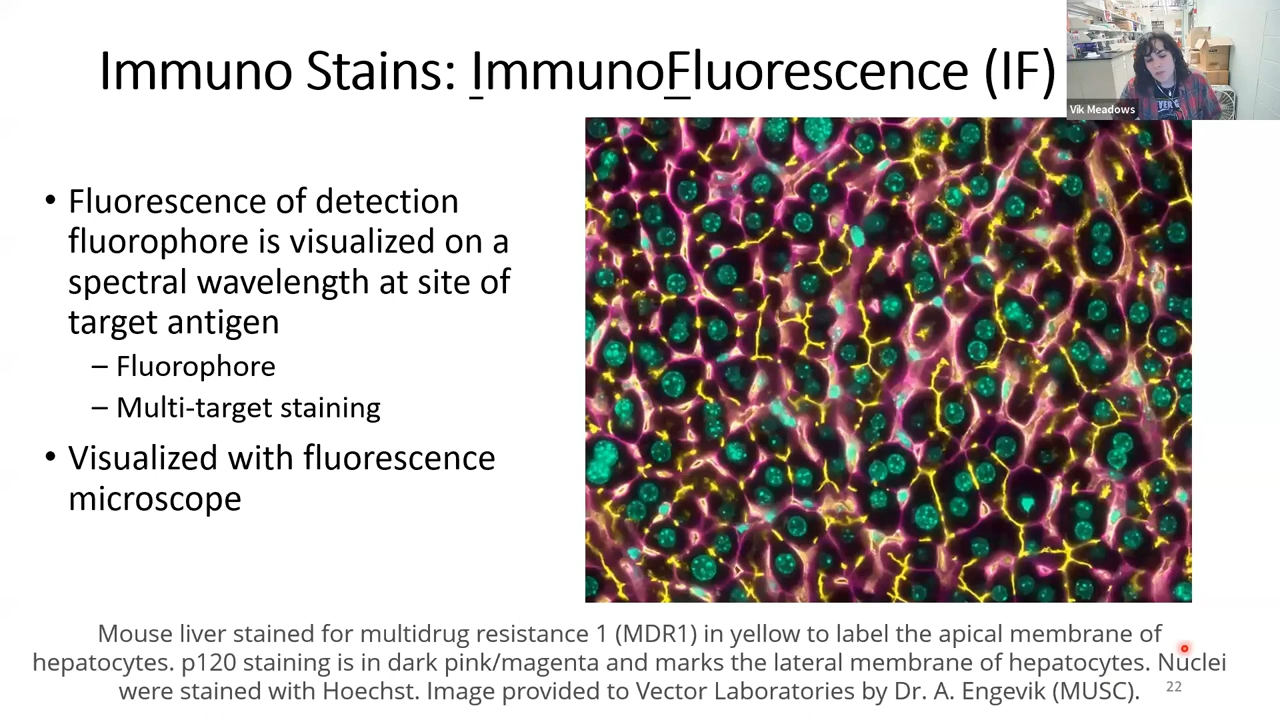 Immuno Stains: ImmunoFluorescence (IF)
Vik Meadows
• Fluorescence of detection
fluorophore is visualized on a
spectral wavelength at site of
target antigen
– Fluorophore
– Multi-target staining
• Visualized with fluorescence
microscope
Mouse liver stained for multidrug resistance 1 (MDR1) in yellow to label the apical membrane of
hepatocytes. p120 staining is in dark pink/magenta and marks the lateral membrane of hepatocytes. Nuclei
were stained with Hoechst. Image provided to Vector Laboratories by Dr. A. Engevik (MUSC).
22